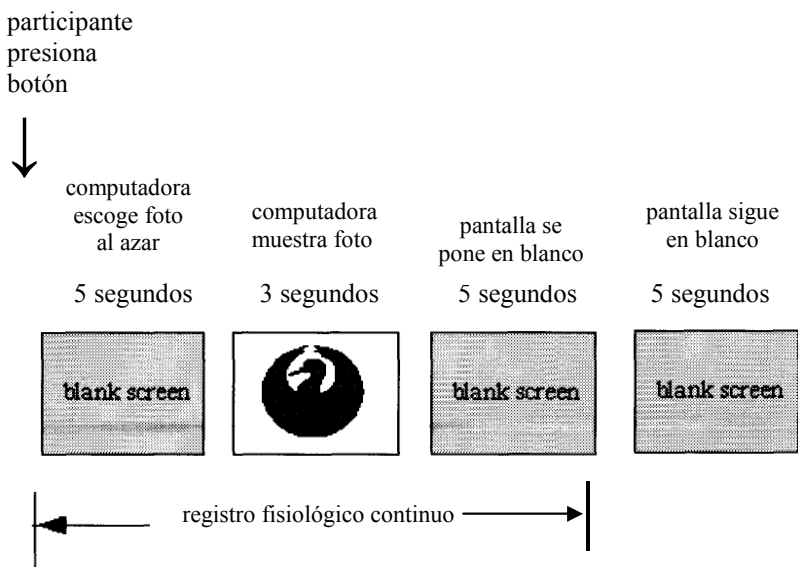 participante
presiona
botón
computadora
escoge foto
al azar
computadora
muestra foto
pantalla se
pone en blanco
pantalla sigue
en blanco
5 segundos
3 segundos
5 segundos
5 segundos
blank screen
blank screen
blank screen
registro fisiológico continuo